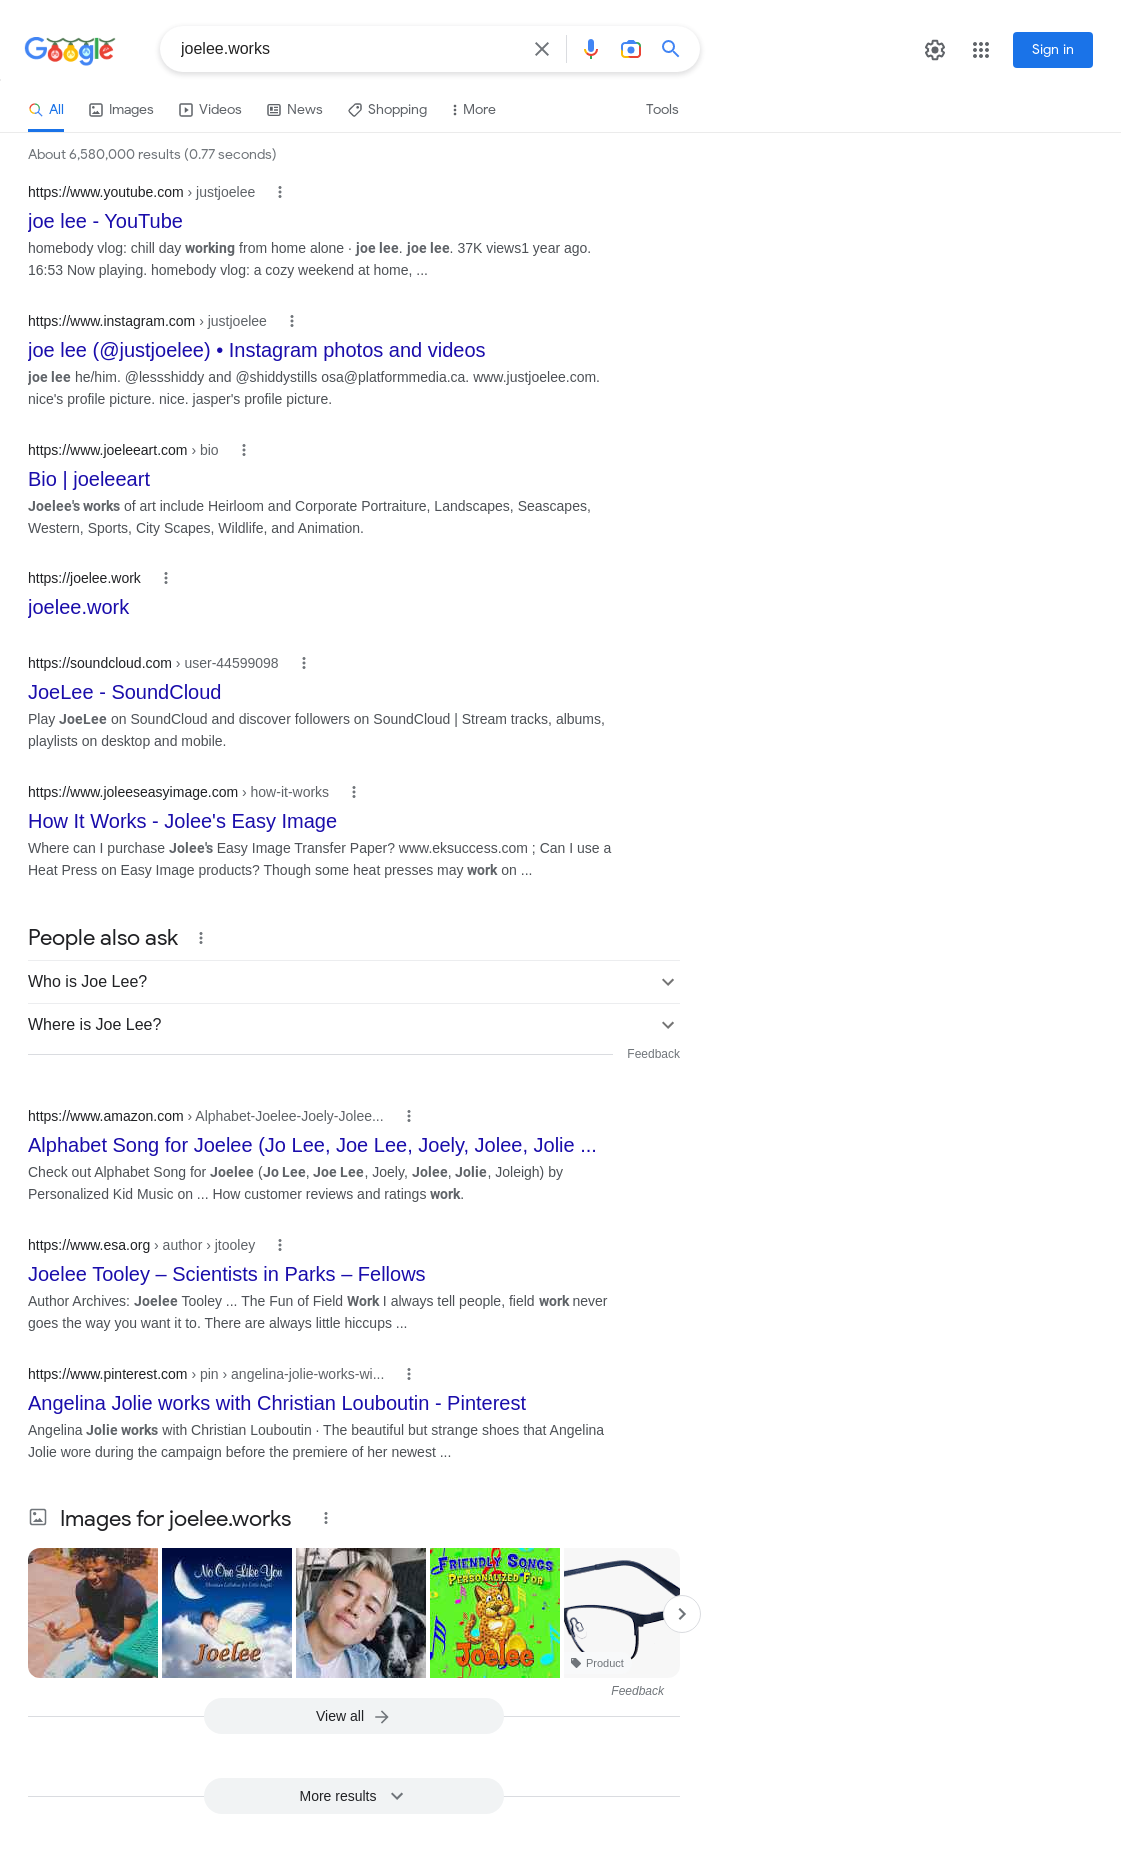 Google
joelee.works
Sign in
All Images Videos News Shopping More Tools
About 6,580,000 results (0.77 seconds)
https://www.youtube.com › justjoelee
joe lee - YouTube
homebody vlog: chill day working from home alone · joe lee. joe lee. 37K views1 year ago.
16:53 Now playing. homebody vlog: a cozy weekend at home, ...
https://www.instagram.com › justjoelee
joe lee (@justjoelee) • Instagram photos and videos
joe lee he/him. @lessshiddy and @shiddystills osa@platformmedia.ca. www.justjoelee.com.
nice's profile picture. nice. jasper's profile picture.
https://www.joeleeart.com › bio
Bio | joeleeart
Joelee's works of art include Heirloom and Corporate Portraiture, Landscapes, Seascapes,
Western, Sports, City Scapes, Wildlife, and Animation.
https://joelee.work
joelee.work
https://soundcloud.com › user-44599098
JoeLee - SoundCloud
Play JoeLee on SoundCloud and discover followers on SoundCloud | Stream tracks, albums,
playlists on desktop and mobile.
https://www.joleeseasyimage.com › how-it-works
How It Works - Jolee's Easy Image
Where can I purchase Jolee's Easy Image Transfer Paper? www.eksuccess.com ; Can I use a
Heat Press on Easy Image products? Though some heat presses may work on ...
People also ask
Who is Joe Lee?
Where is Joe Lee?
Feedback
https://www.amazon.com › Alphabet-Joelee-Joely-Jolee...
Alphabet Song for Joelee (Jo Lee, Joe Lee, Joely, Jolee, Jolie ...
Check out Alphabet Song for Joelee (Jo Lee, Joe Lee, Joely, Jolee, Jolie, Joleigh) by
Personalized Kid Music on ... How customer reviews and ratings work.
https://www.esa.org › author › jtooley
Joelee Tooley – Scientists in Parks – Fellows
Author Archives: Joelee Tooley ... The Fun of Field Work I always tell people, field work never
goes the way you want it to. There are always little hiccups ...
https://www.pinterest.com › pin › angelina-jolie-works-wi...
Angelina Jolie works with Christian Louboutin - Pinterest
Angelina Jolie works with Christian Louboutin · The beautiful but strange shoes that Angelina
Jolie wore during the campaign before the premiere of her newest ...
Images for joelee.works
No One Like You
Christian Lullabies for Little Angels
Joelee
FRIENDLY SONGS
PERSONALIZED FOR
Joelee
Product
Feedback
View all
More results